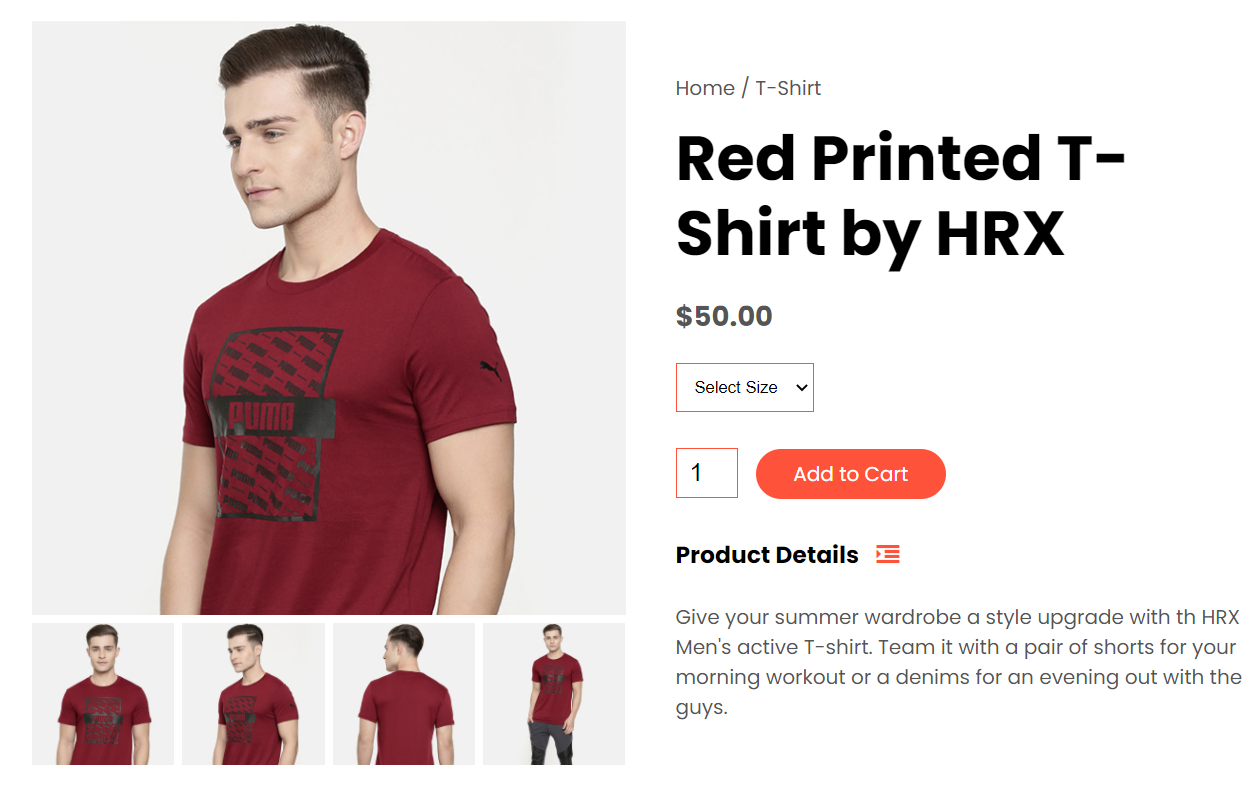 PUMA
Home / T-Shirt
Red Printed T-
Shirt by HRX
$50.00
Select Size
1
Add to Cart
Product Details
Give your summer wardrobe a style upgrade with th HRX
Men's active T-shirt. Team it with a pair of shorts for your
morning workout or a denims for an evening out with the
guys.